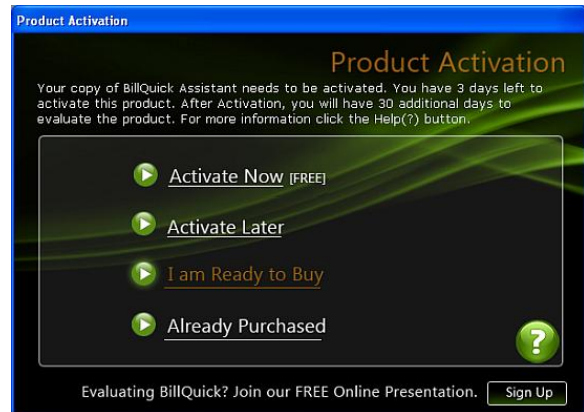 Product Activation
Product Activation
Your copy of BillQuick Assistant needs to be activated. You have 3 days left to
activate this product. After Activation, you will have 30 additional days to
evaluate the product. For more information click the Help(?) button.
Activate Now [FREE]
Activate Later
I am Ready to Buy
Already Purchased
?
Evaluating BillQuick? Join our FREE Online Presentation. Sign Up